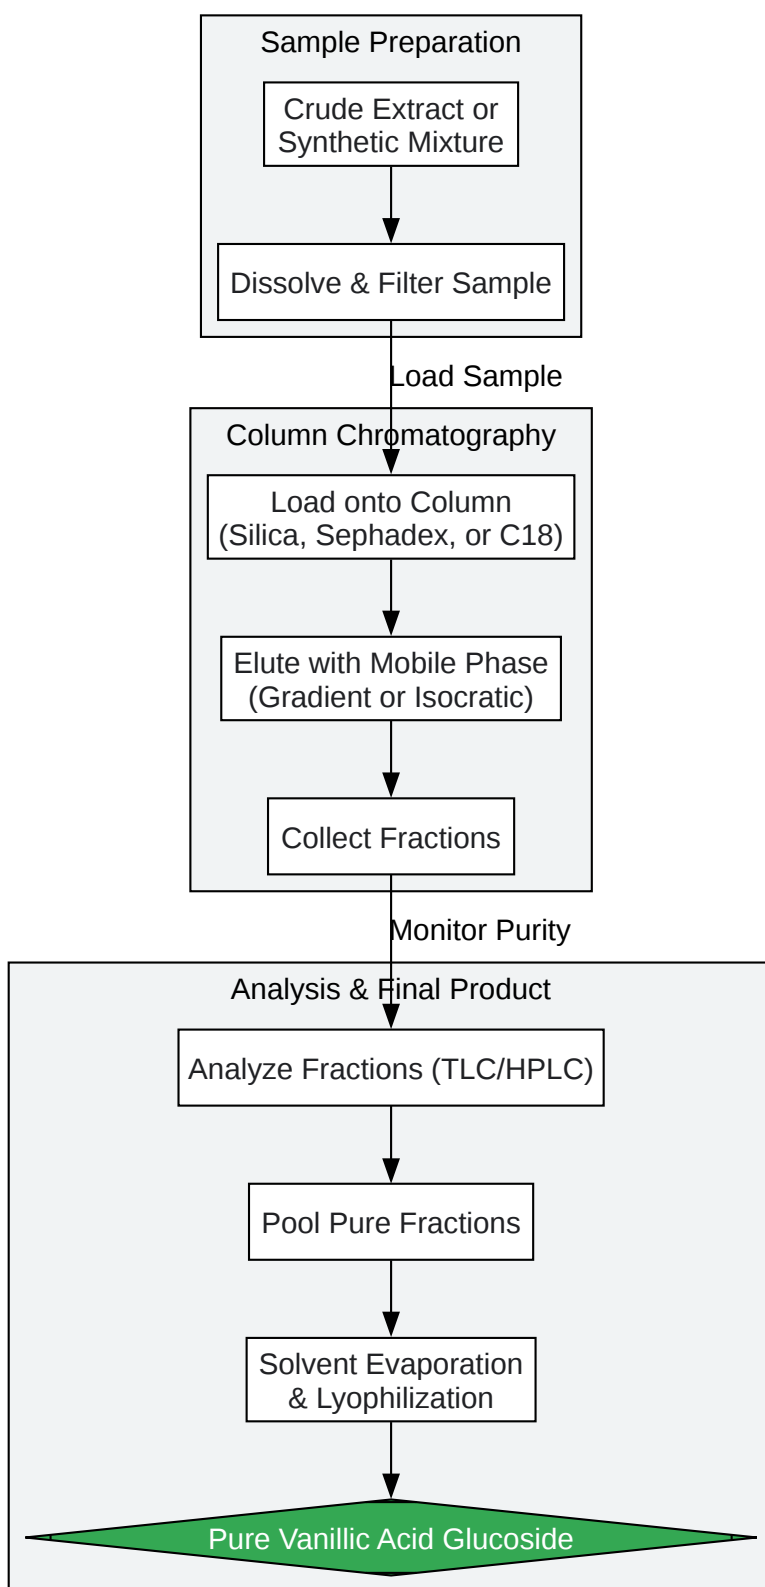 Sample Preparation
Crude Extract or
Synthetic Mixture
Dissolve & Filter Sample
Load Sample
Column Chromatography
Load onto Column
(Silica, Sephadex, or C18)
Elute with Mobile Phase
(Gradient or Isocratic)
Collect Fractions
Monitor Purity
Analysis & Final Product
Analyze Fractions (TLC/HPLC)
Pool Pure Fractions
Solvent Evaporation
& Lyophilization
Pure Vanillic Acid Glucoside